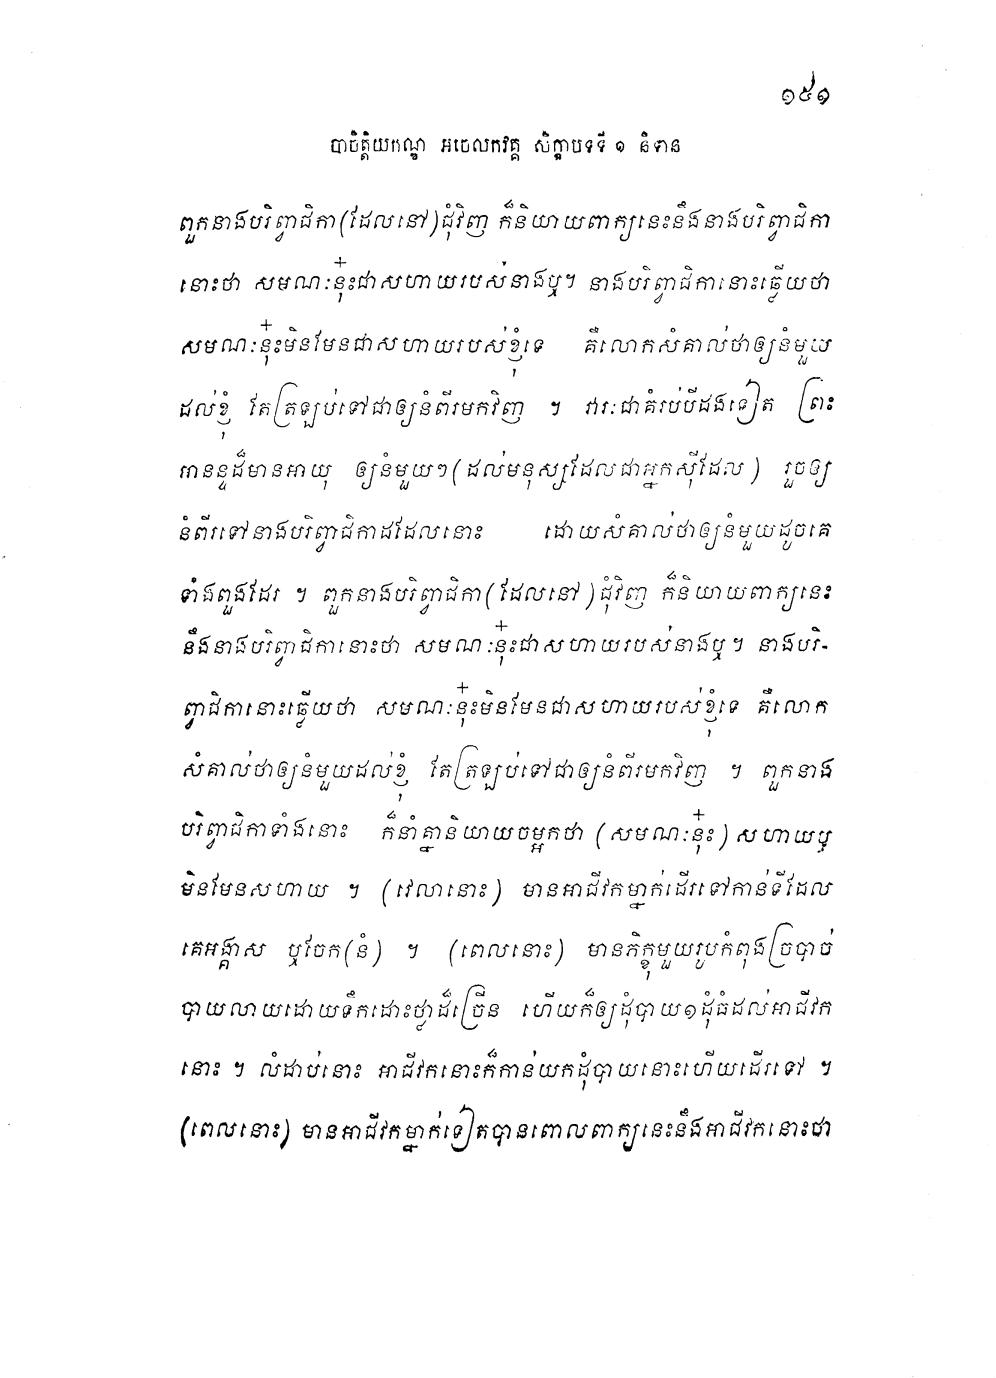 ១៩១
បាចិត្តិយកណ្ឌ អចេលកវគ្គ សិក្ខាបទទី ១ និទាន
ពួកនាងបរិព្វាជិកា(ដែលនៅ)ជុំវិញ ក៏និយាយពាក្យនេះនឹងនាងបរិព្វាជិកា
នោះថា សមណៈនុ៎ះជាសហាយរបស់នាងឬ។ នាងបរិព្វាជិកានោះឆ្លើយថា
សមណៈនុ៎ះមិនមែនជាសហាយរបស់ខ្ញុំទេ គឺលោកសំគាល់ថាឲ្យនំមួយ
ដល់ខ្ញុំ តែត្រឡប់ទៅជាឲ្យនំពីរមកវិញ ។ វារៈជាគំរប់បីដងទៀត ព្រះ
អានន្ទដ៏មានអាយុ ឲ្យនំមួយៗ(ដល់មនុស្សដែលជាអ្នកស៊ីដែល) រួចឲ្យ
នំពីរទៅនាងបរិព្វាជិកាដដែលនោះ ដោយសំគាល់ថាឲ្យនំមួយដូចគេ
ទាំងពួងដែរ ។ ពួកនាងបរិព្វាជិកា(ដែលនៅ)ជុំវិញ ក៏និយាយពាក្យនេះ
នឹងនាងបរិព្វាជិកានោះថា សមណៈនុ៎ះជាសហាយរបស់នាងឬ។ នាងបរិ-
ព្វាជិកានោះឆ្លើយថា សមណៈនុ៎ះមិនមែនជាសហាយរបស់ខ្ញុំទេ គឺលោក
សំគាល់ថាឲ្យនំមួយដល់ខ្ញុំ តែត្រឡប់ទៅជាឲ្យនំពីរមកវិញ ។ ពួកនាង
បរិព្វាជិកាទាំងនោះ ក៏នាំគ្នានិយាយចម្អកថា (សមណៈនុ៎ះ) សហាយឬ
មិនមែនសហាយ ។ (វេលានោះ) មានអាជីវកម្នាក់ដើរទៅកាន់ទីដែល
គេអង្គាស ឬចែក(នំ) ។ (ពេលនោះ) មានភិក្ខុមួយរូបកំពុងច្របាច់
បាយលាយដោយទឹកដោះថ្លាដ៏ច្រើន ហើយក៏ឲ្យដុំបាយ១ដុំធំដល់អាជីវក
នោះ ។ លំដាប់នោះ អាជីវកនោះក៏កាន់យកដុំបាយនោះហើយដើរទៅ ។
(ពេលនោះ) មានអាជីវកម្នាក់ទៀតបានពោលពាក្យនេះនឹងអាជីវកនោះថា